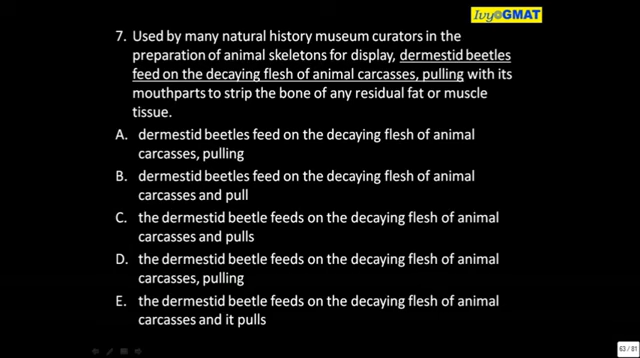 Ivy GMAT
7. Used by many natural history museum curators in the
preparation of animal skeletons for display, dermestid beetles
feed on the decaying flesh of animal carcasses, pulling with its
mouthparts to strip the bone of any residual fat or muscle
tissue.
A. dermestid beetles feed on the decaying flesh of animal
carcasses, pulling
B. dermestid beetles feed on the decaying flesh of animal
carcasses and pull
C. the dermestid beetle feeds on the decaying flesh of animal
carcasses and pulls
D. the dermestid beetle feeds on the decaying flesh of animal
carcasses, pulling
E. the dermestid beetle feeds on the decaying flesh of animal
carcasses and it pulls
63 / 81